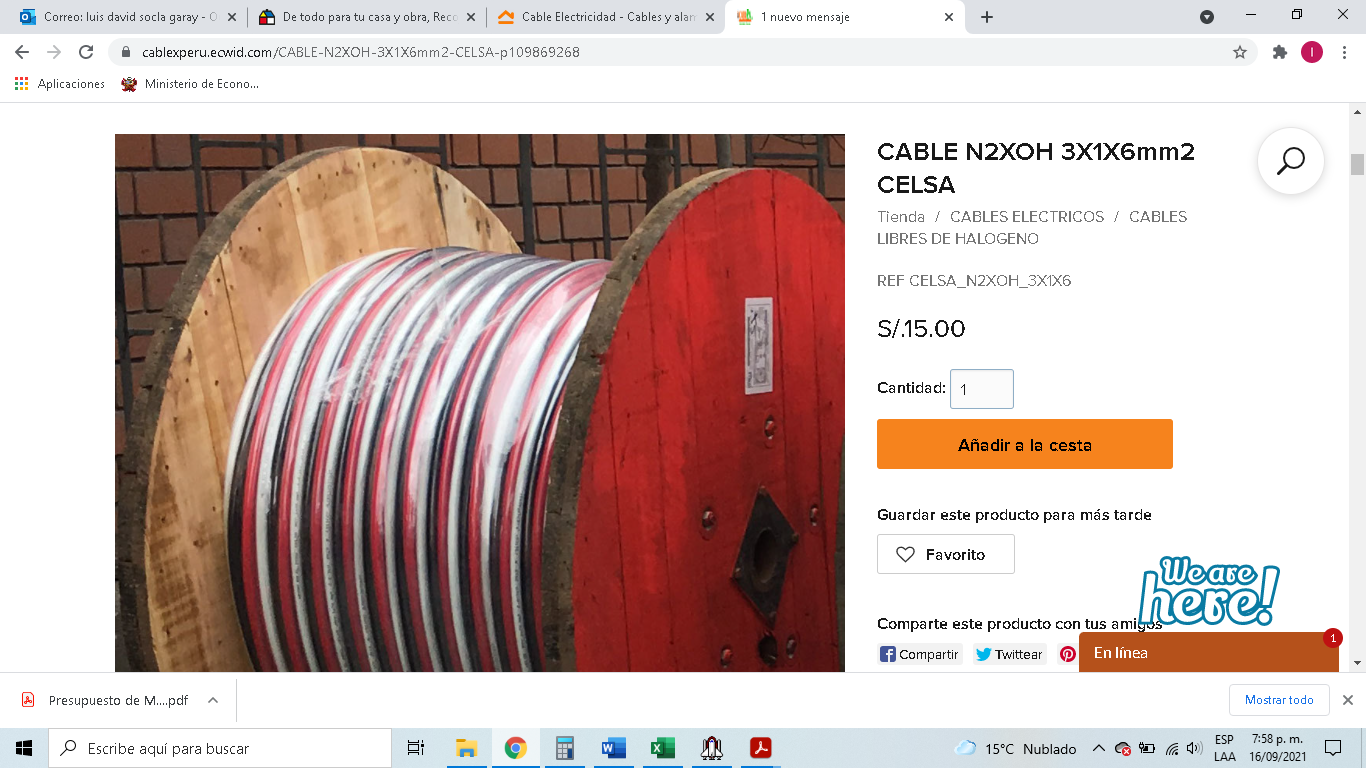 Correo: luis david socla garay - O
De todo para tu casa y obra, Rec
Cable Electricidad - Cables y alam
1 nuevo mensaje
cablexperu.ecwid.com/CABLE-N2XOH-3X1X6mm2-CELSA-p109869268
I
Aplicaciones
Ministerio de Econo...
CABLE N2XOH 3X1X6mm2
CELSA
Tienda / CABLES ELECTRICOS / CABLES
LIBRES DE HALOGENO
REF CELSA_N2XOH_3X1X6
S/.15.00
Cantidad: 1
Añadir a la cesta
Guardar este producto para más tarde
Favorito
We are
here!
Comparte este producto con tus amigos
Compartir
Twittear
En línea
1
Presupuesto de M....pdf
Mostrar todo
Escribe aquí para buscar
15°C Nublado
ESP
LAA
7:58 p. m.
16/09/2021